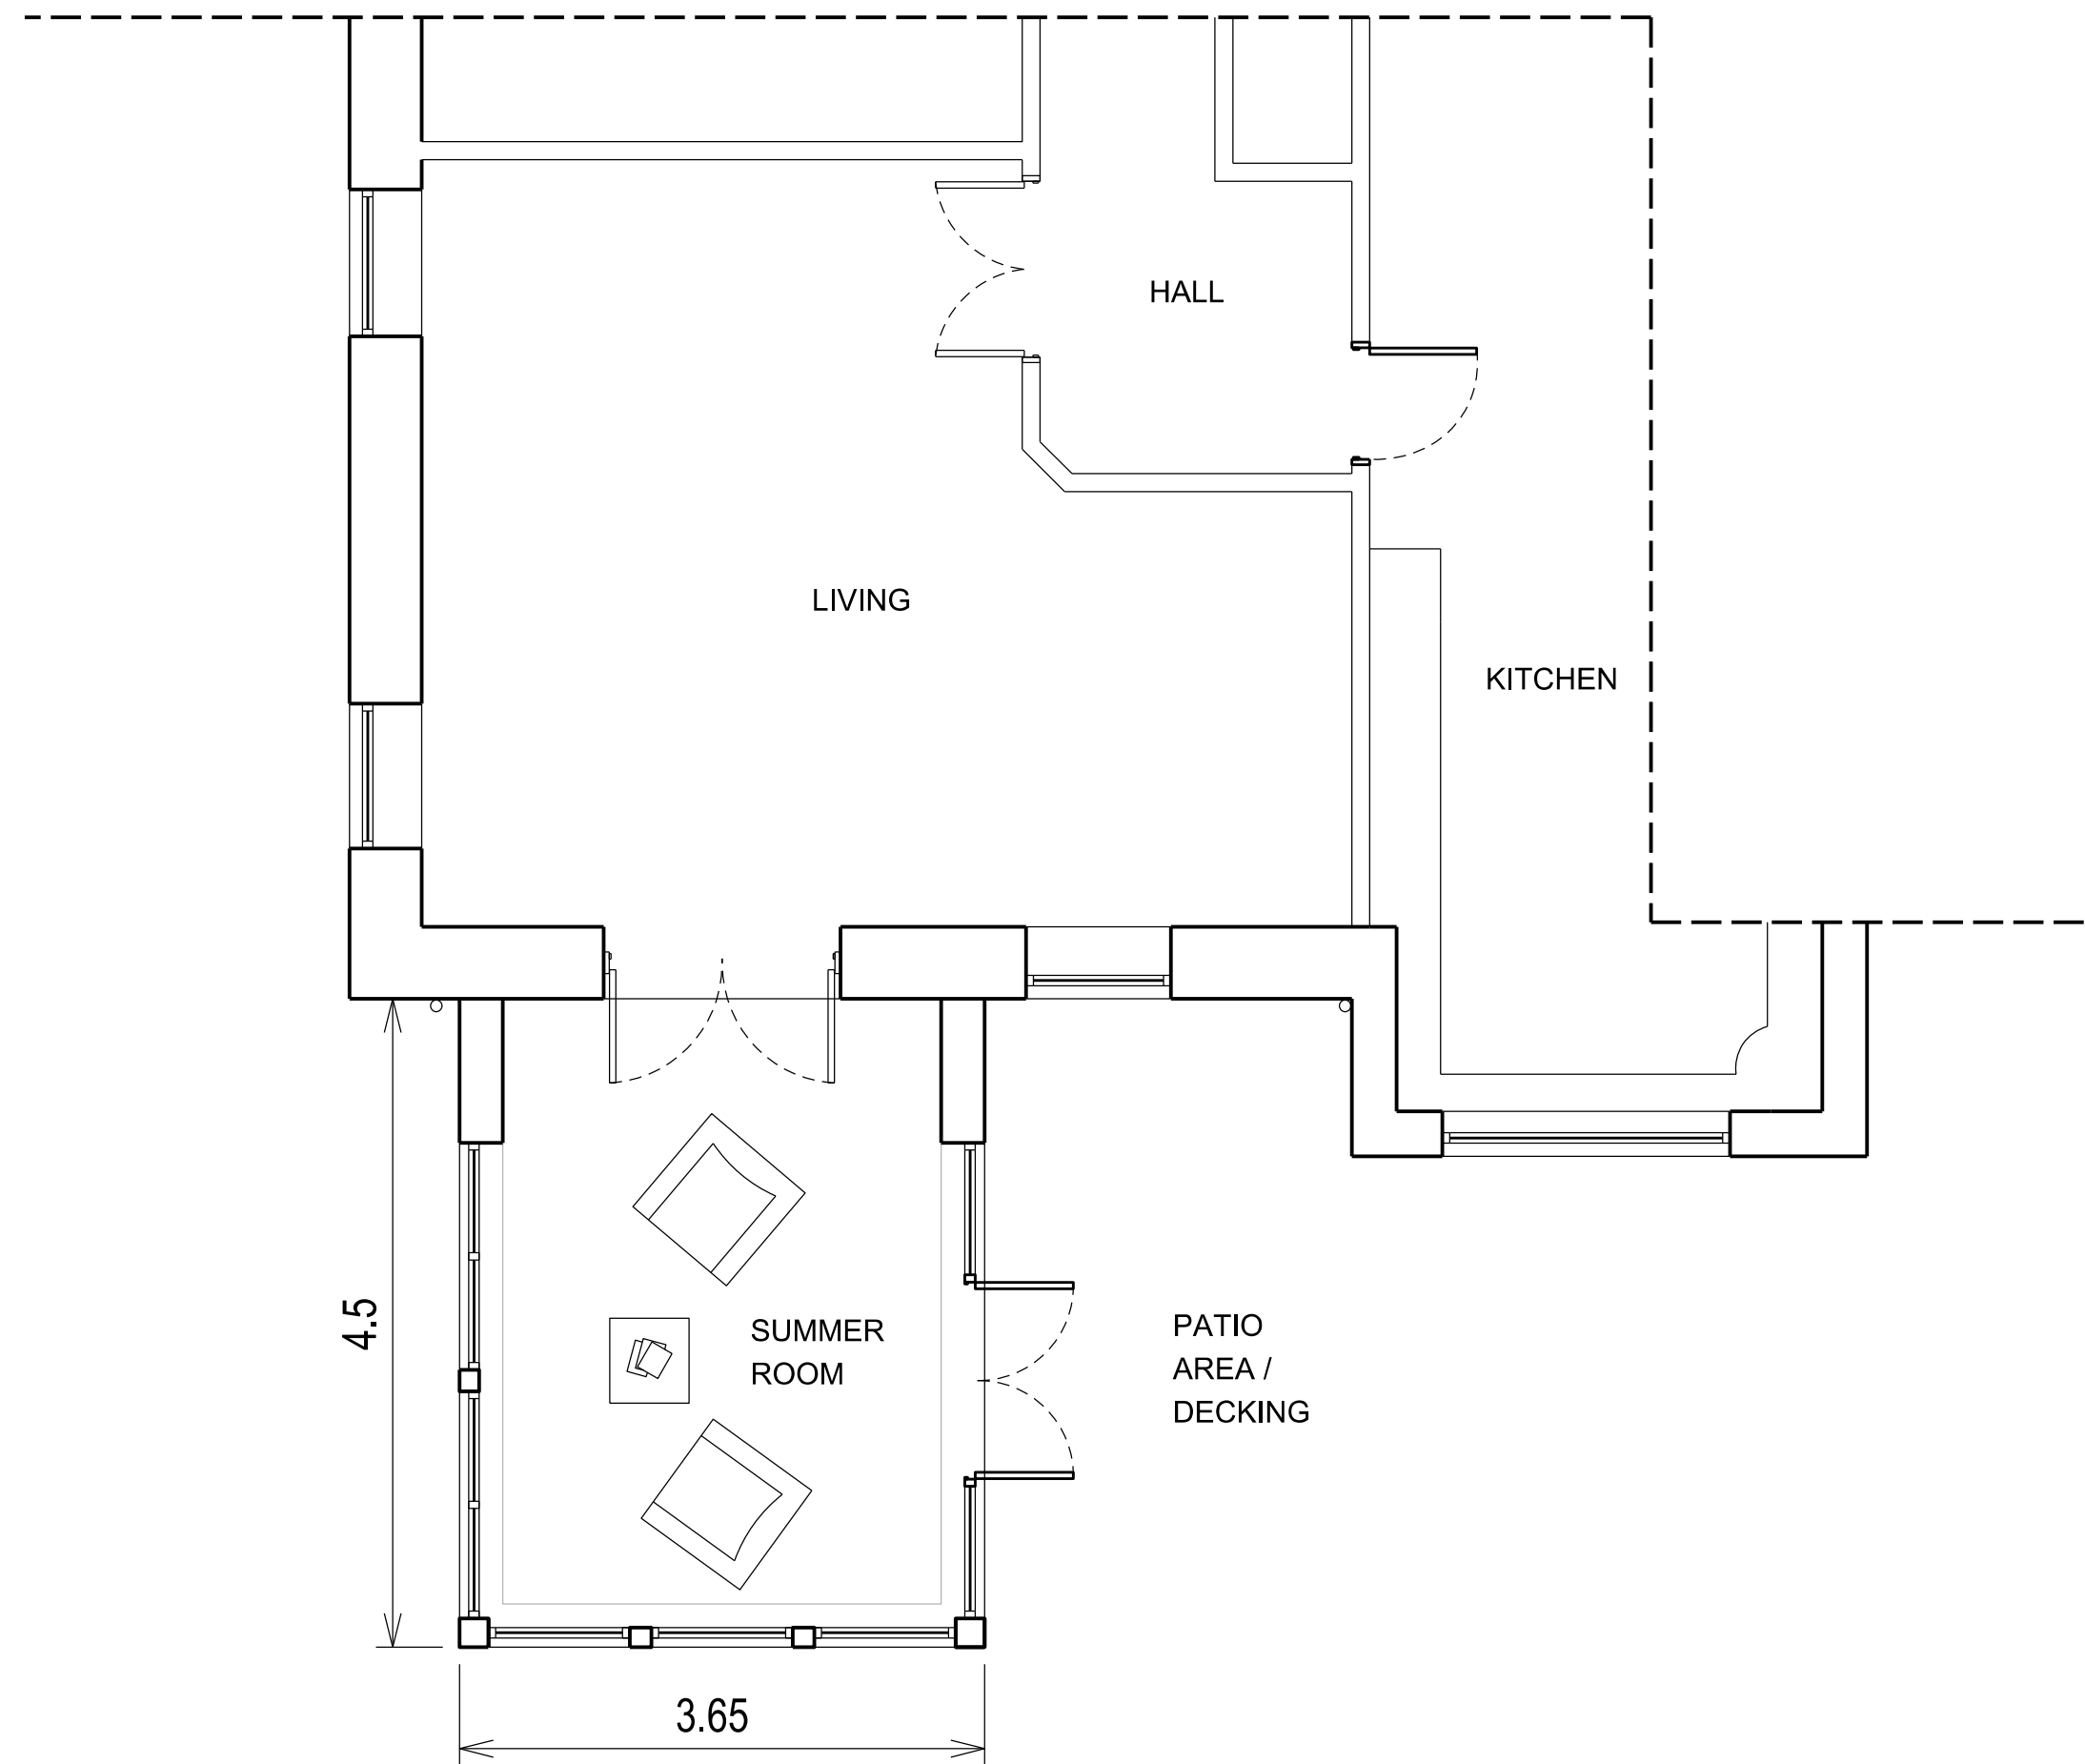 HALL
LIVING
KITCHEN
4.5
SUMMER
ROOM
PATIO
AREA /
DECKING
3.65